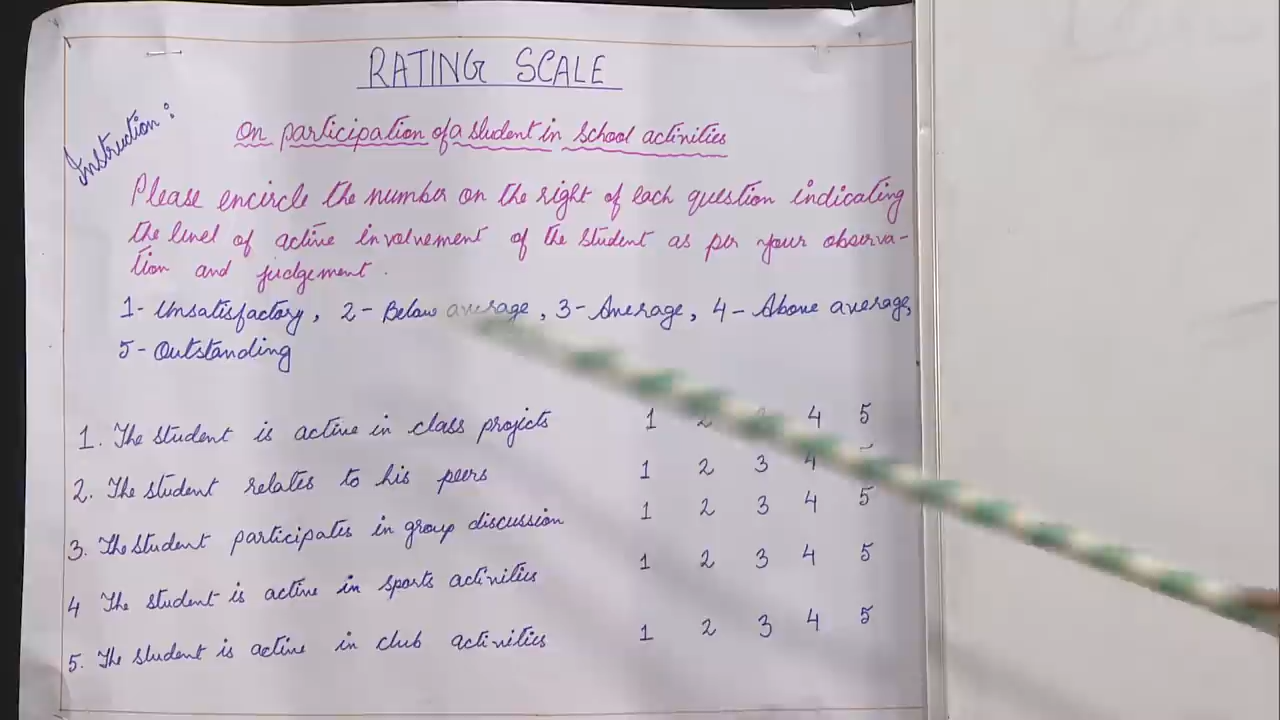 RATING SCALE
Instruction:
On participation of a student in School activities
Please encircle the number on the right of each question indicating
the level of active involvement of the student as per your observa-
tion and judgement.
1- Unsatisfactory, 2- Below average, 3- Average, 4- Above average,
5- Outstanding
1. The student is active in class projects 1 2 3 4 5
2. The student relates to his peers 1 2 3 4
3. The student participates in group discussion 1 2 3 4 5
4 The student is active in sports activities 1 2 3 4 5
5. The student is active in club activities 1 2 3 4 5